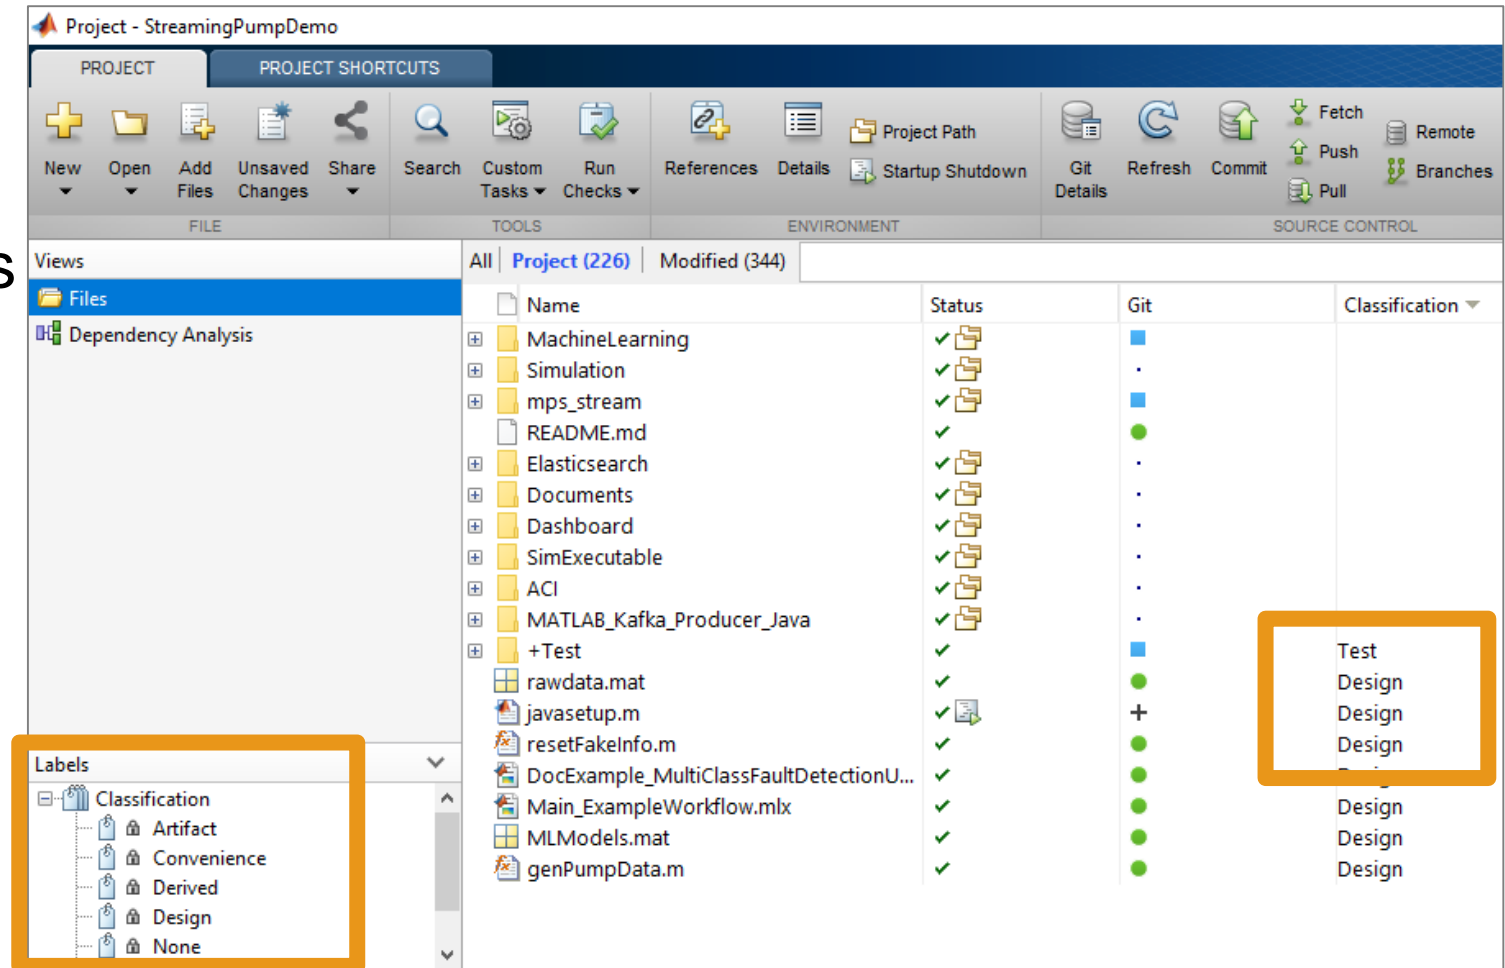 Project - StreamingPumpDemo
PROJECT PROJECT SHORTCUTS
New Open Add Files Unsaved Changes Share Search Custom Tasks Run Checks References Details Project Path Startup Shutdown Git Details Refresh Commit Fetch Push Pull Remote Branches
FILE TOOLS ENVIRONMENT SOURCE CONTROL
s
Views
Files
Dependency Analysis
All Project (226) Modified (344)
Name Status Git Classification
MachineLearning
Simulation
mps_stream
README.md
Elasticsearch
Documents
Dashboard
SimExecutable
ACI
MATLAB_Kafka_Producer_Java
+Test Test
rawdata.mat Design
javasetup.m Design
resetFakeInfo.m Design
DocExample_MultiClassFaultDetectionU...
Main_ExampleWorkflow.mlx Design
MLModels.mat Design
genPumpData.m Design
Labels
Classification
Artifact
Convenience
Derived
Design
None